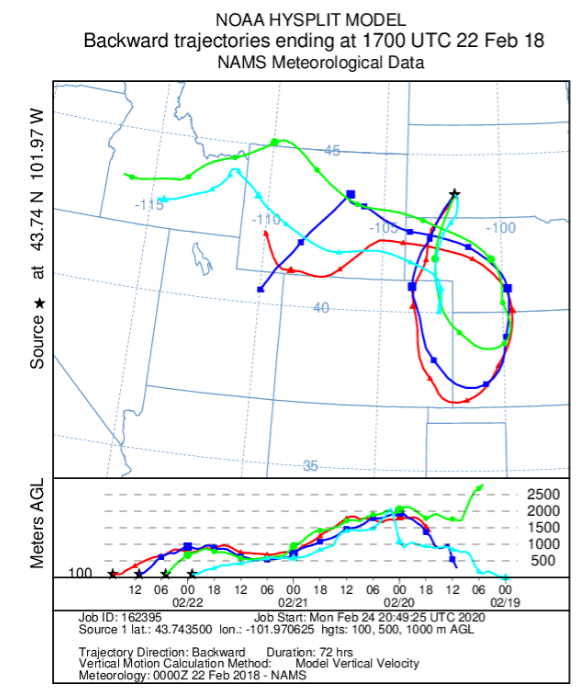 NOAA HYSPLIT MODEL
Backward trajectories ending at 1700 UTC 22 Feb 18
NAMS Meteorological Data
Source ★ at 43.74 N 101.97 W
45
-115
-110
-105
-100
40
35
Meters AGL
2500
2000
1500
1000
500
100
12 06 00 18 12 06 00 18 12 06 00 18 12 06 00
02/22 02/21 02/20 02/19
Job ID: 162395 Job Start: Mon Feb 24 20:49:25 UTC 2020
Source 1 lat.: 43.743500 lon.: -101.970625 hgts: 100, 500, 1000 m AGL
Trajectory Direction: Backward Duration: 72 hrs
Vertical Motion Calculation Method: Model Vertical Velocity
Meteorology: 0000Z 22 Feb 2018 - NAMS